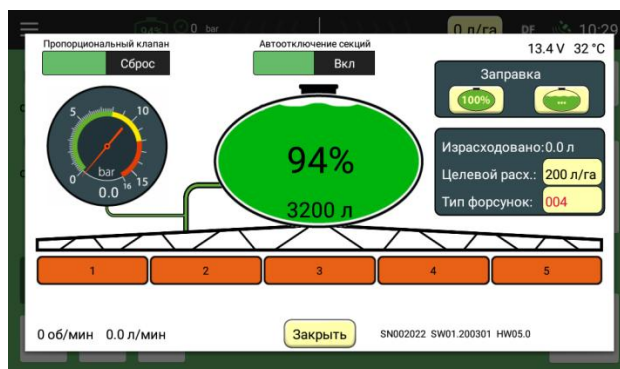 94% 0 bar 0 л/га DF 10:29
Пропорциональный клапан Автоотключение секций 13.4 V 32 °C
Сброс Вкл
Заправка
100% ...
5 10
bar
0 15
0.0 16
94%
3200 л
Израсходовано:0.0 л
Целевой расх.: 200 л/га
Тип форсунок: 004
1 2 3 4 5
0 об/мин 0.0 л/мин Закрыть SN002022 SW01.200301 HW05.0